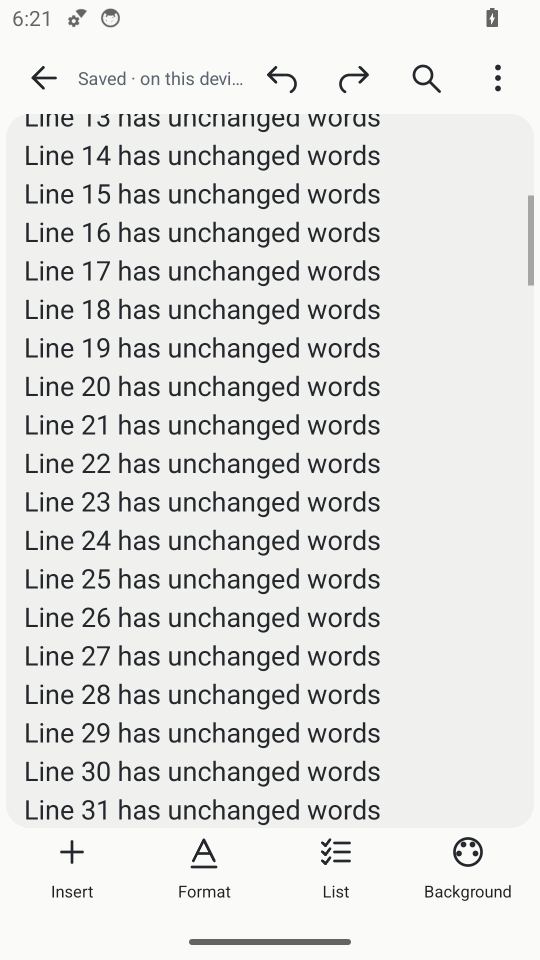 6:21
Saved · on this devi...
Line 13 has unchanged words
Line 14 has unchanged words
Line 15 has unchanged words
Line 16 has unchanged words
Line 17 has unchanged words
Line 18 has unchanged words
Line 19 has unchanged words
Line 20 has unchanged words
Line 21 has unchanged words
Line 22 has unchanged words
Line 23 has unchanged words
Line 24 has unchanged words
Line 25 has unchanged words
Line 26 has unchanged words
Line 27 has unchanged words
Line 28 has unchanged words
Line 29 has unchanged words
Line 30 has unchanged words
Line 31 has unchanged words
Insert Format List Background